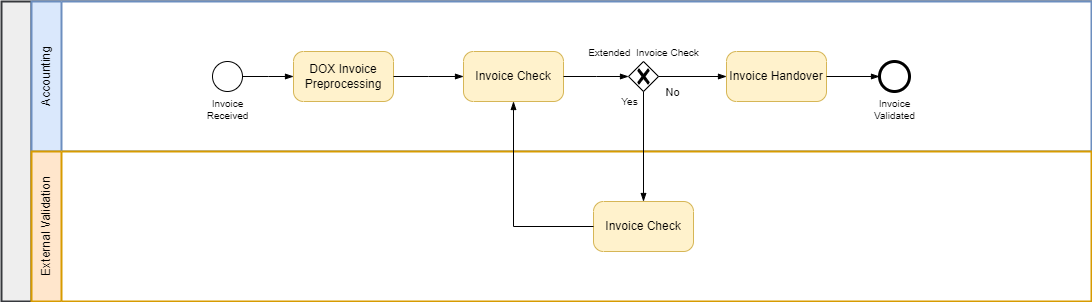 Accounting
Extended Invoice Check
DOX Invoice
Preprocessing
Invoice Check
Invoice Handover
Yes
No
Invoice
Received
Invoice
Validated
External Validation
Invoice Check